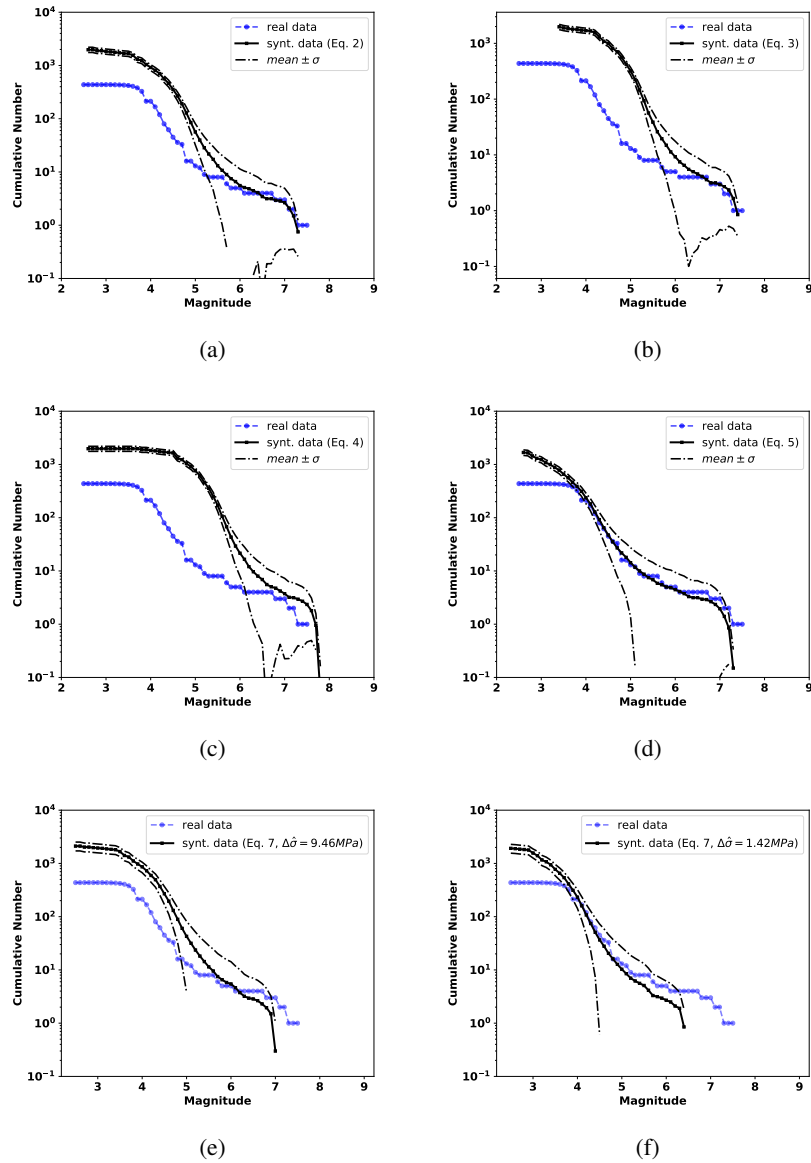 real data
synt. data (Eq. 2)
mean ± σ
Cumulative Number
10⁴
10³
10²
10¹
10⁰
10⁻¹
2 3 4 5 6 7 8 9
Magnitude
(a)
real data
synt. data (Eq. 3)
mean ± σ
Cumulative Number
10³
10²
10¹
10⁰
10⁻¹
2 3 4 5 6 7 8 9
Magnitude
(b)
real data
synt. data (Eq. 4)
mean ± σ
Cumulative Number
10⁴
10³
10²
10¹
10⁰
10⁻¹
2 3 4 5 6 7 8 9
Magnitude
(c)
real data
synt. data (Eq. 5)
mean ± σ
Cumulative Number
10⁴
10³
10²
10¹
10⁰
10⁻¹
2 3 4 5 6 7 8 9
Magnitude
(d)
real data
synt. data (Eq. 7, Δσ̂ = 9.46MPa)
Cumulative Number
10⁴
10³
10²
10¹
10⁰
10⁻¹
3 4 5 6 7 8 9
Magnitude
(e)
real data
synt. data (Eq. 7, Δσ̂ = 1.42MPa)
Cumulative Number
10⁴
10³
10²
10¹
10⁰
10⁻¹
3 4 5 6 7 8 9
Magnitude
(f)